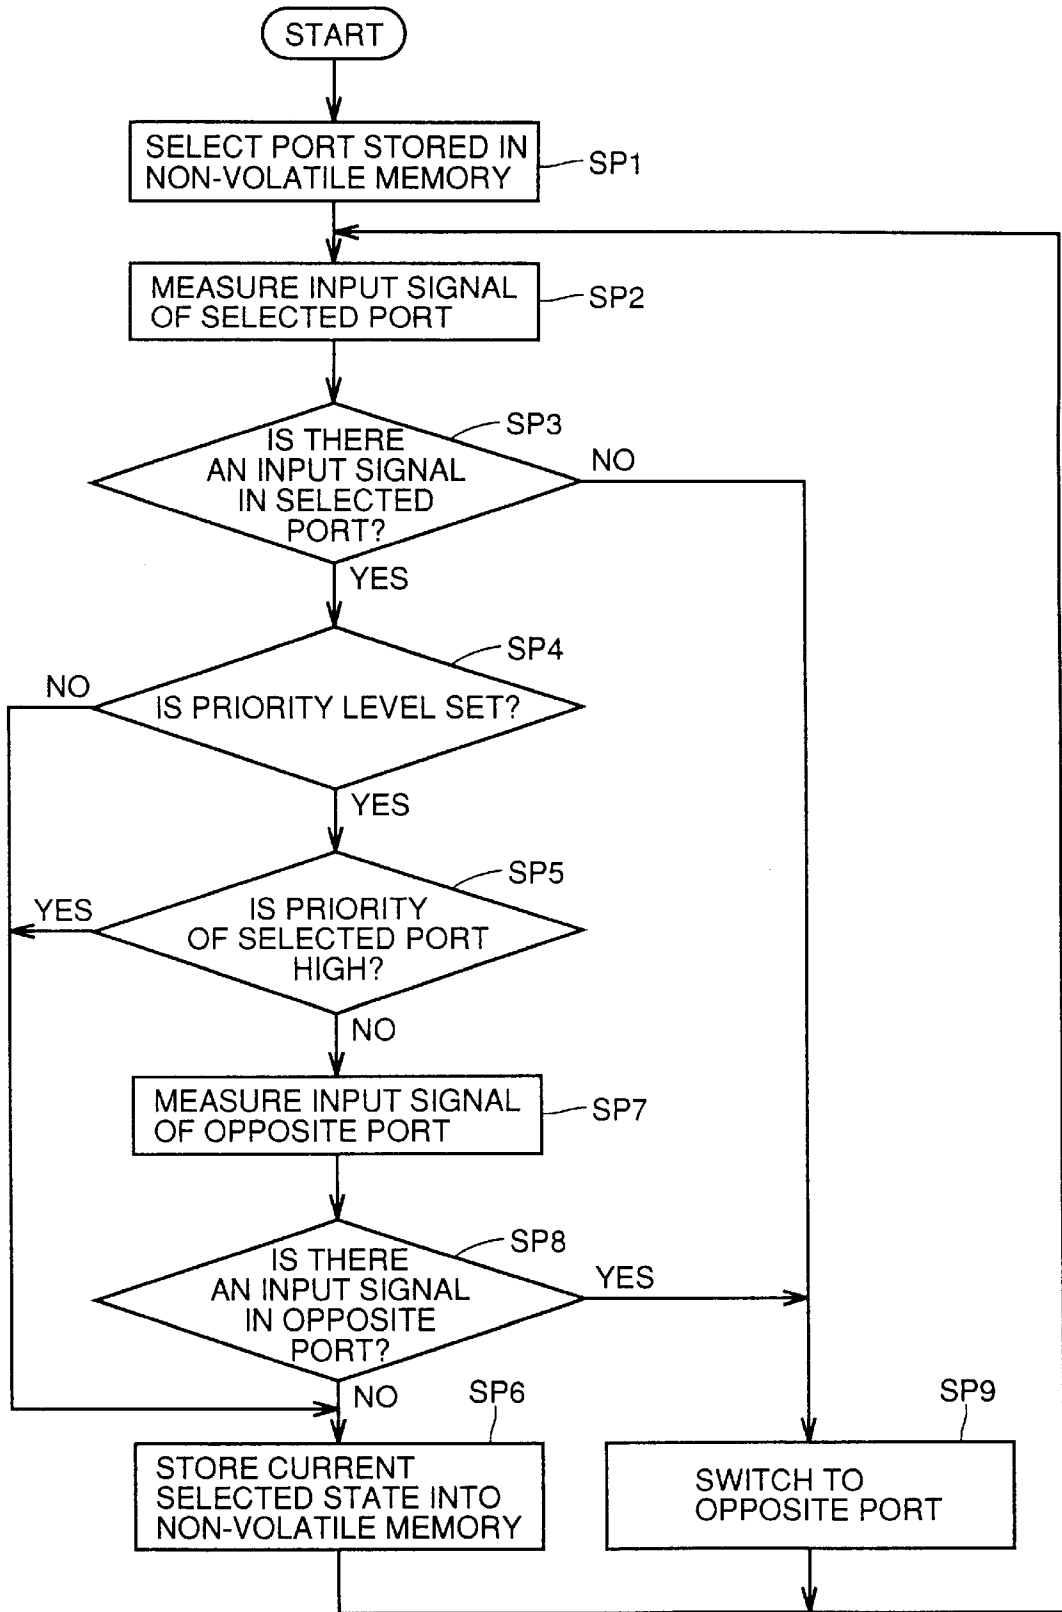 START
SELECT PORT STORED IN
NON-VOLATILE MEMORY
SP1
MEASURE INPUT SIGNAL
OF SELECTED PORT
SP2
SP3
IS THERE
AN INPUT SIGNAL
IN SELECTED
PORT?
NO
YES
SP4
NO
IS PRIORITY LEVEL SET?
YES
SP5
YES
IS PRIORITY
OF SELECTED PORT
HIGH?
NO
MEASURE INPUT SIGNAL
OF OPPOSITE PORT
SP7
SP8
IS THERE
AN INPUT SIGNAL
IN OPPOSITE
PORT?
YES
NO
SP6
STORE CURRENT
SELECTED STATE INTO
NON-VOLATILE MEMORY
SP9
SWITCH TO
OPPOSITE PORT